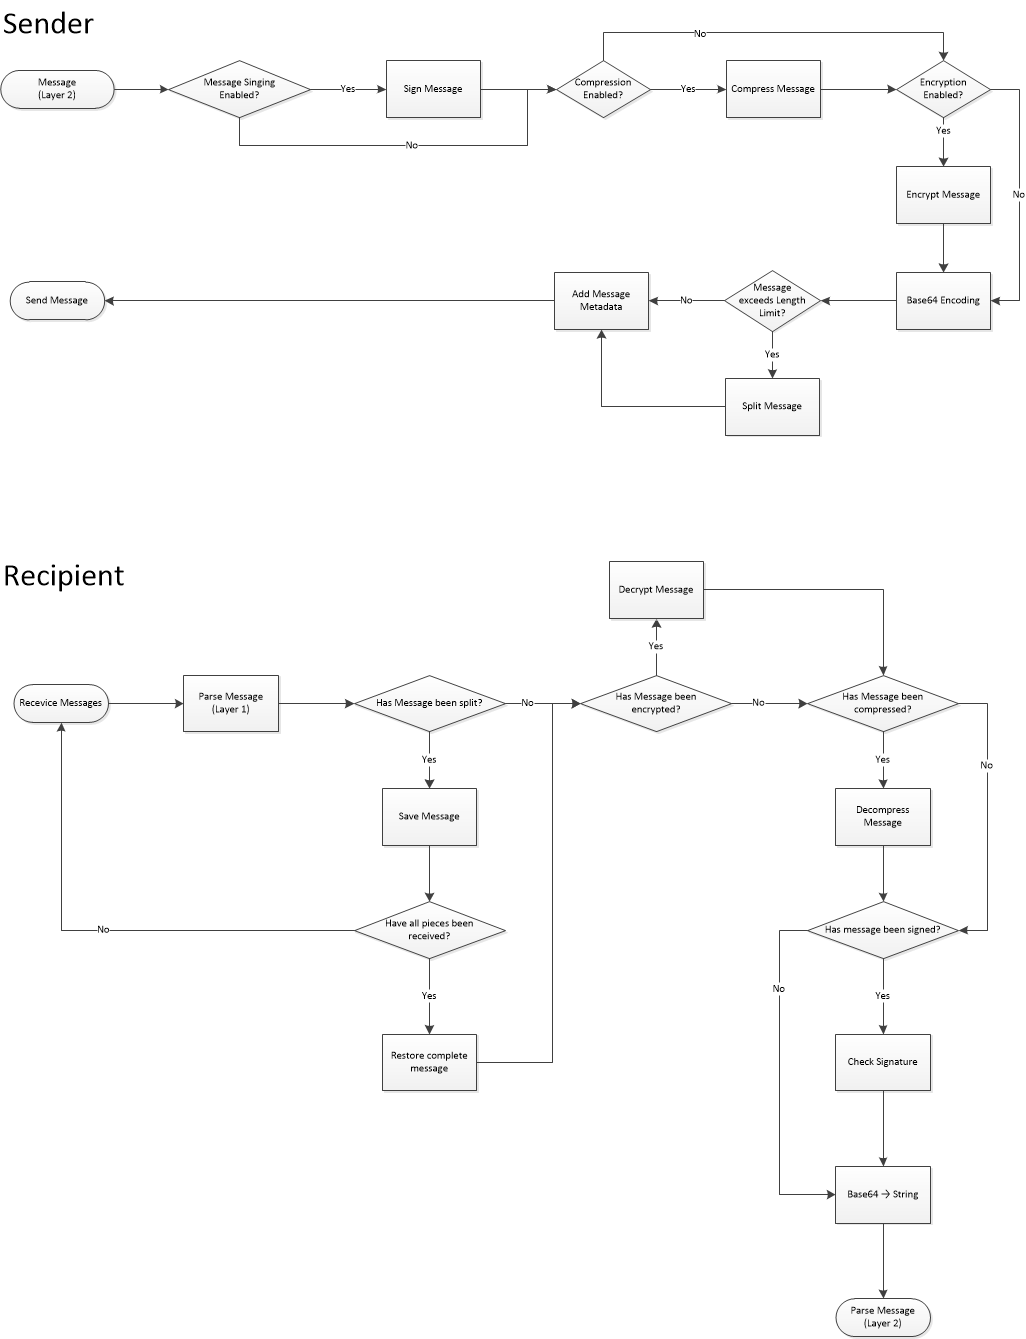 Sender
No
Message
(Layer 2)
Message Singing
Enabled?
Yes
Sign Message
Compression
Enabled?
Yes
Compress Message
Encryption
Enabled?
No
Yes
Encrypt Message
No
Send Message
Add Message
Metadata
No
Message
exceeds Length
Limit?
Base64 Encoding
Yes
Split Message
Recipient
Decrypt Message
Yes
Recevice Messages
Parse Message
(Layer 1)
Has Message been split?
No
Has Message been
encrypted?
No
Has Message been
compressed?
Yes
Yes
No
Save Message
Decompress
Message
No
Have all pieces been
received?
Has message been signed?
Yes
No
Yes
Restore complete
message
Check Signature
Base64 → String
Parse Message
(Layer 2)